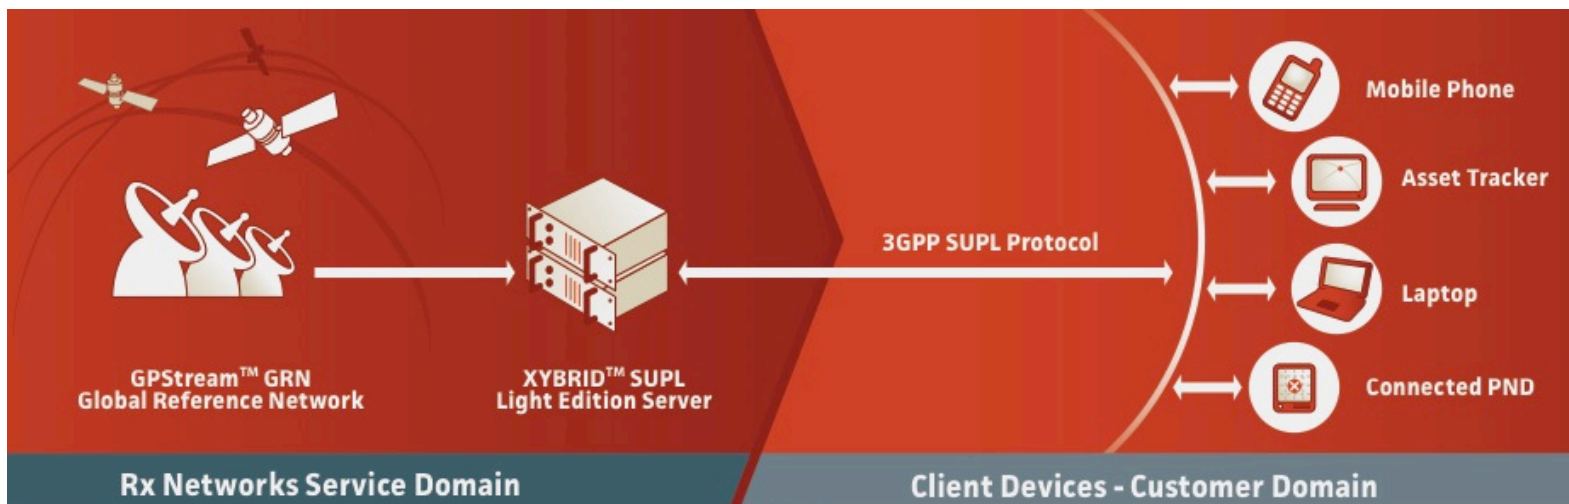 GPStream™ GRN
Global Reference Network
XYBRID™ SUPL
Light Edition Server
3GPP SUPL Protocol
Mobile Phone
Asset Tracker
Laptop
Connected PND
Rx Networks Service Domain
Client Devices - Customer Domain